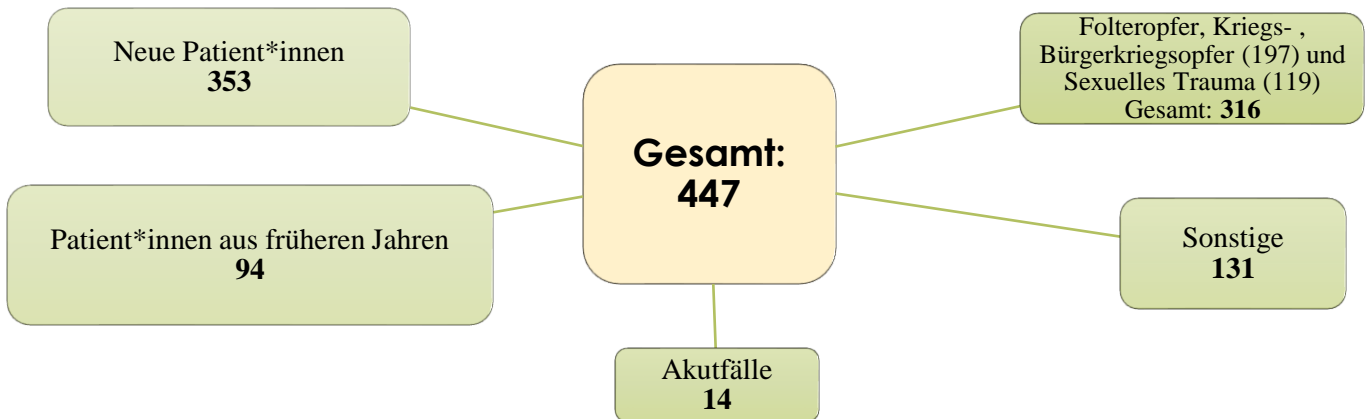 Neue Patient*innen
353
Patient*innen aus früheren Jahren
94
Gesamt:
447
Akutfälle
14
Folteropfer, Kriegs- ,
Bürgerkriegsopfer (197) und
Sexuelles Trauma (119)
Gesamt: 316
Sonstige
131